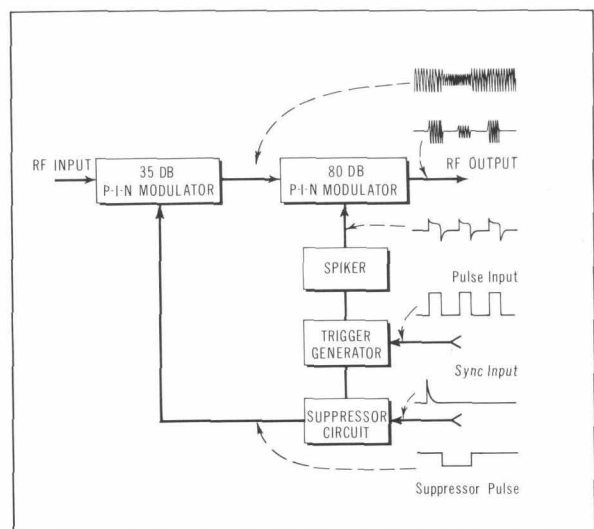 RF INPUT
35 DB
P-I-N MODULATOR
80 DB
P-I-N MODULATOR
RF OUTPUT
SPIKER
Pulse Input
TRIGGER
GENERATOR
Sync Input
SUPPRESSOR
CIRCUIT
Suppressor Pulse